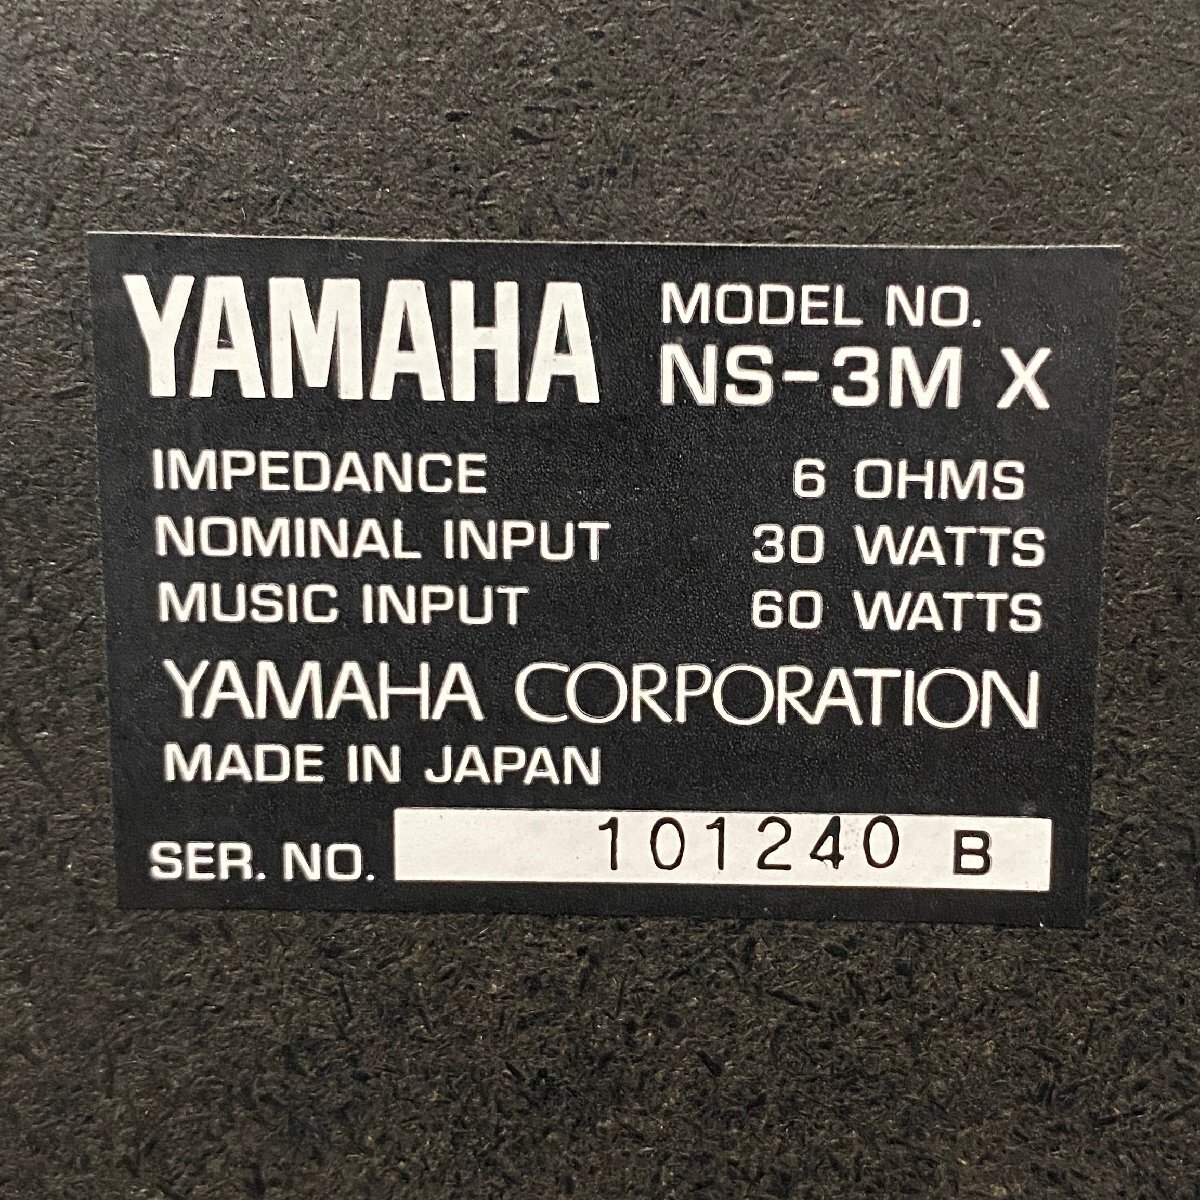 YAMAHA MODEL NO.
NS-3M X
IMPEDANCE 6 OHMS
NOMINAL INPUT 30 WATTS
MUSIC INPUT 60 WATTS
YAMAHA CORPORATION
MADE IN JAPAN
SER. NO. 101240 B